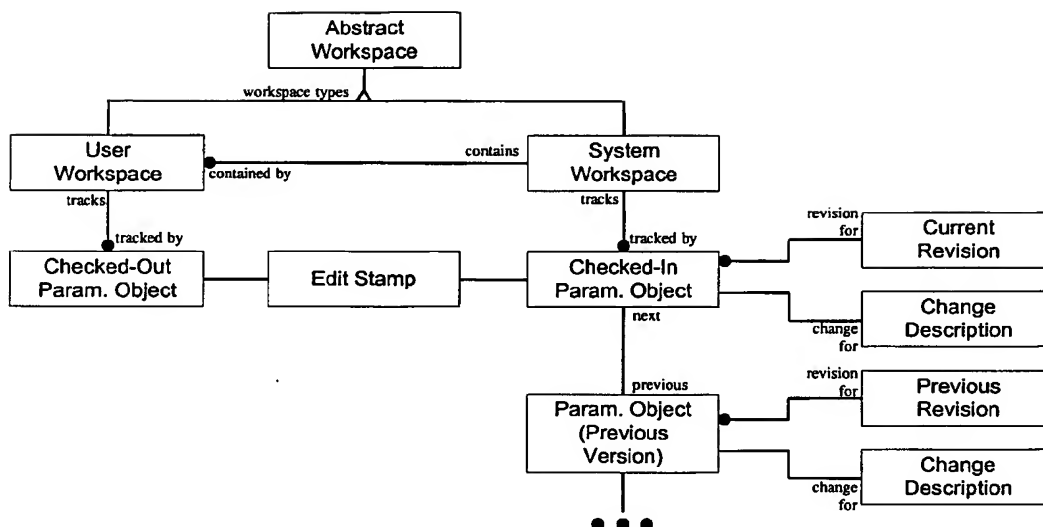 Abstract
Workspace
workspace types
User
Workspace
contains
contained by
System
Workspace
tracks
tracks
tracked by
tracked by
revision
for
Current
Revision
Checked-Out
Param. Object
Edit Stamp
Checked-In
Param. Object
next
change
for
Change
Description
previous
revision
for
Previous
Revision
Param. Object
(Previous
Version)
change
for
Change
Description